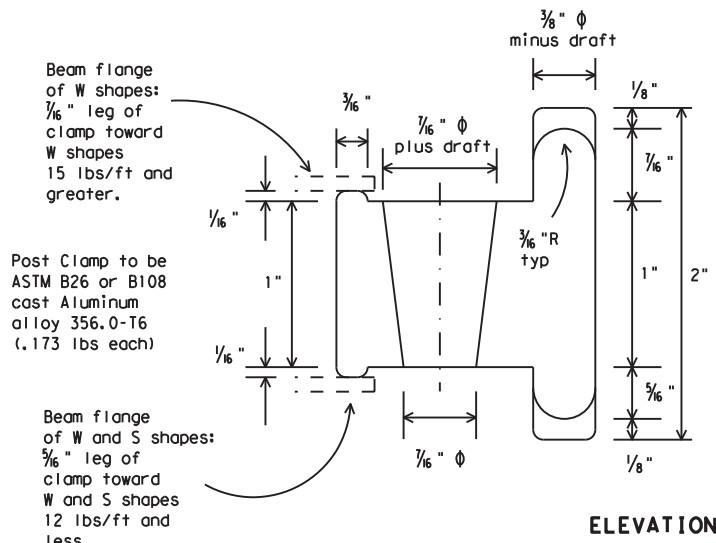 3/8" ϕ
minus draft
Beam flange
of W shapes:
7/16" leg of
clamp toward
W shapes
15 lbs/ft and
greater.
3/16"
7/16" ϕ
plus draft
1/8"
7/16"
1/16"
3/16"R
typ
Post Clamp to be
ASTM B26 or B108
cast Aluminum
alloy 356.0-T6
(.173 lbs each)
1"
1"
2"
1/16"
5/16"
Beam flange
of W and S shapes:
5/16" leg of
clamp toward
W and S shapes
12 lbs/ft and
less.
7/16" ϕ
1/8"
ELEVATION